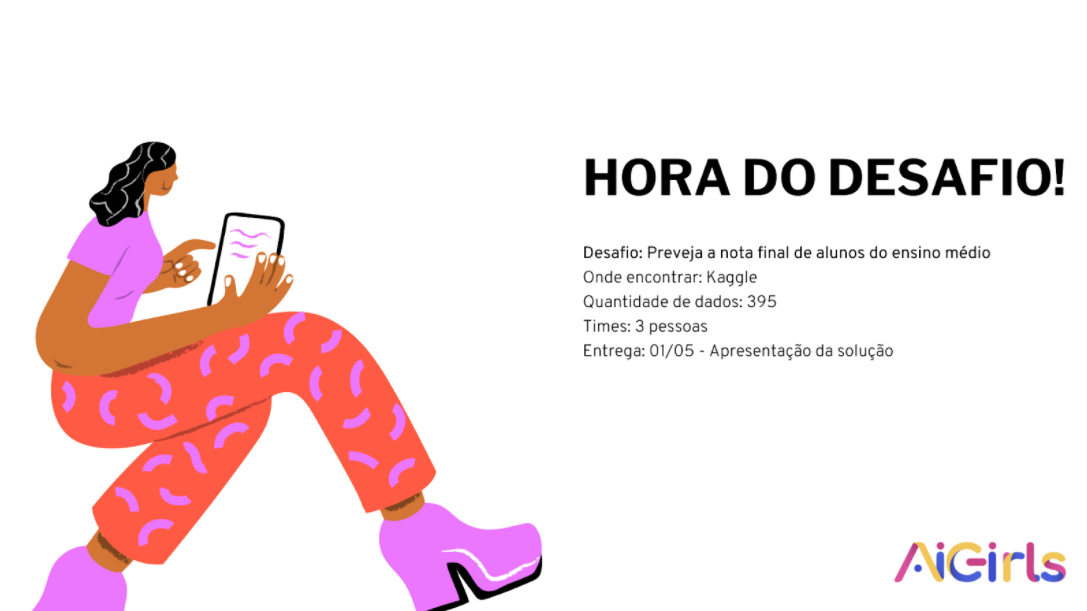 HORA DO DESAFIO!
Desafio: Preveja a nota final de alunos do ensino médio
Onde encontrar: Kaggle
Quantidade de dados: 395
Times: 3 pessoas
Entrega: 01/05 - Apresentação da solução
AiGirls